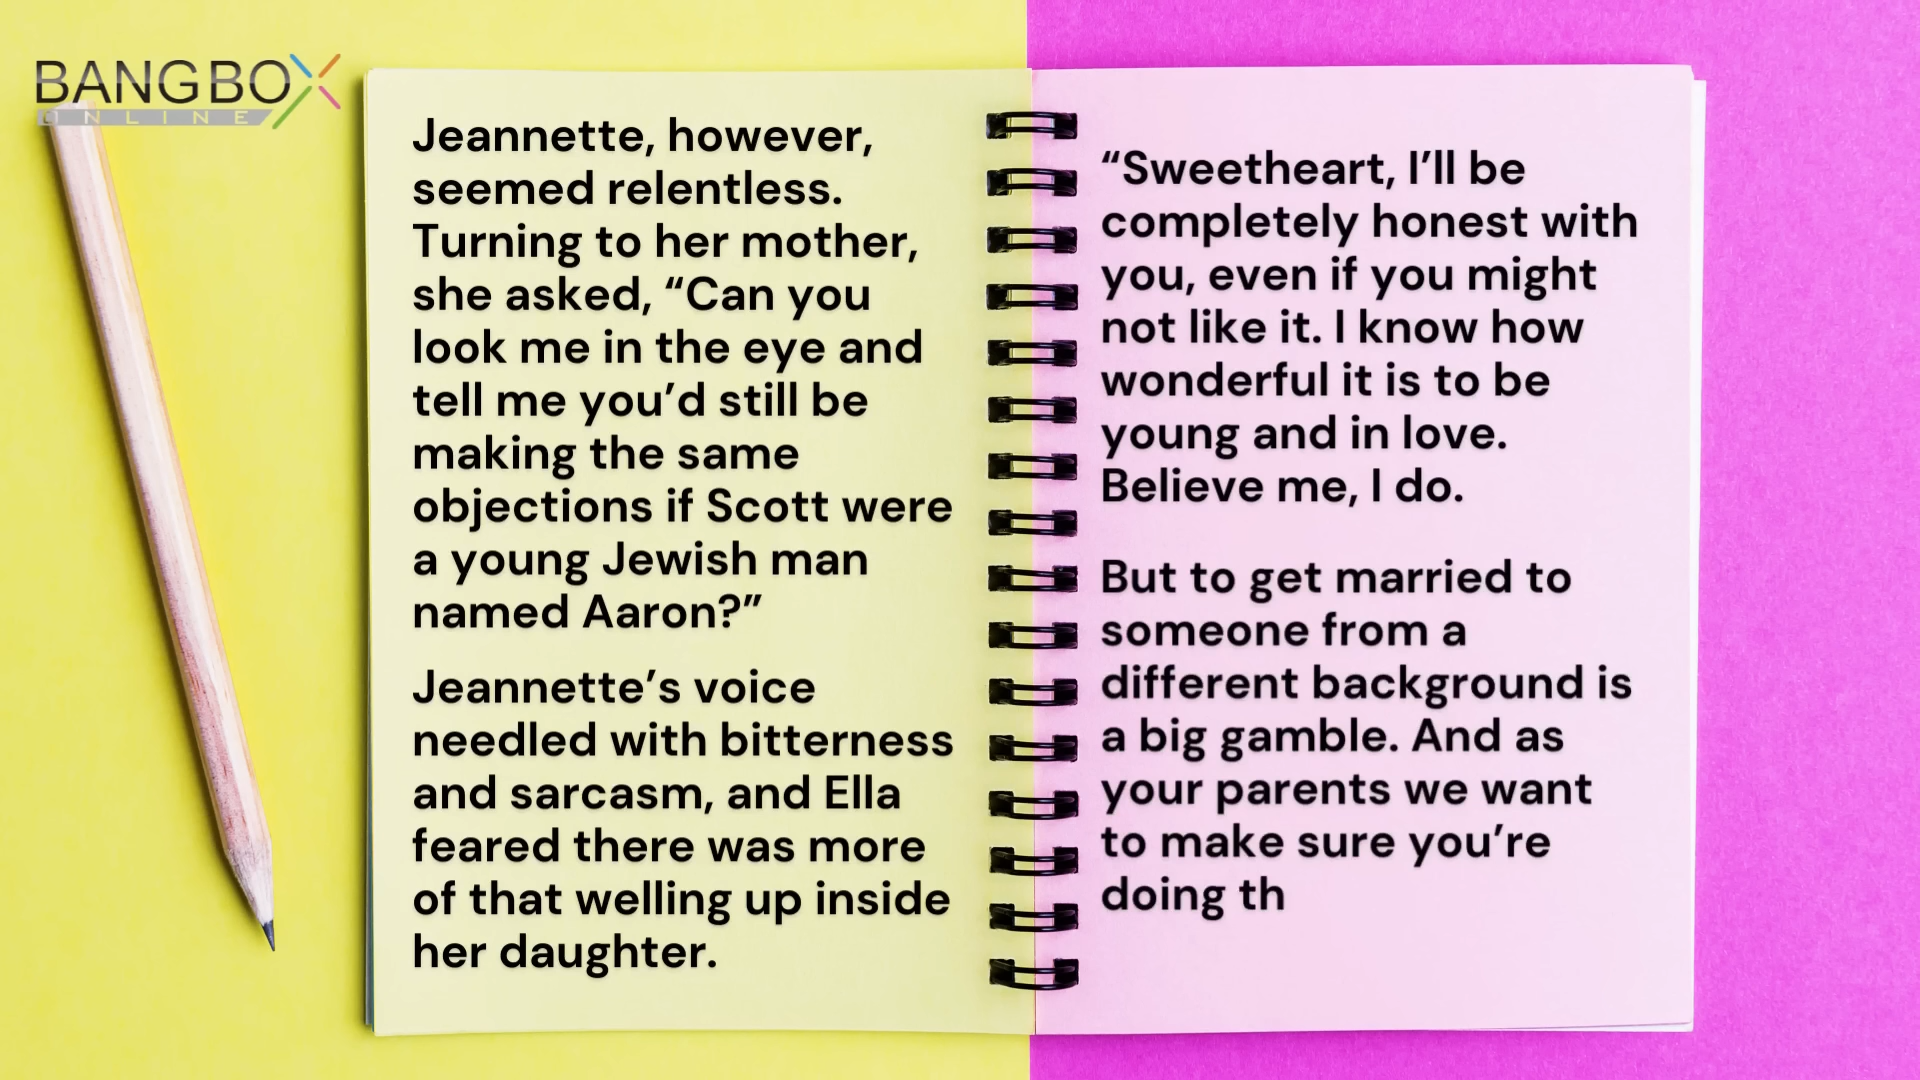 BANGBOX
ONLINE
Jeannette, however,
seemed relentless.
Turning to her mother,
she asked, “Can you
look me in the eye and
tell me you’d still be
making the same
objections if Scott were
a young Jewish man
named Aaron?”
Jeannette’s voice
needled with bitterness
and sarcasm, and Ella
feared there was more
of that welling up inside
her daughter.
“Sweetheart, I’ll be
completely honest with
you, even if you might
not like it. I know how
wonderful it is to be
young and in love.
Believe me, I do.
But to get married to
someone from a
different background is
a big gamble. And as
your parents we want
to make sure you’re
doing th